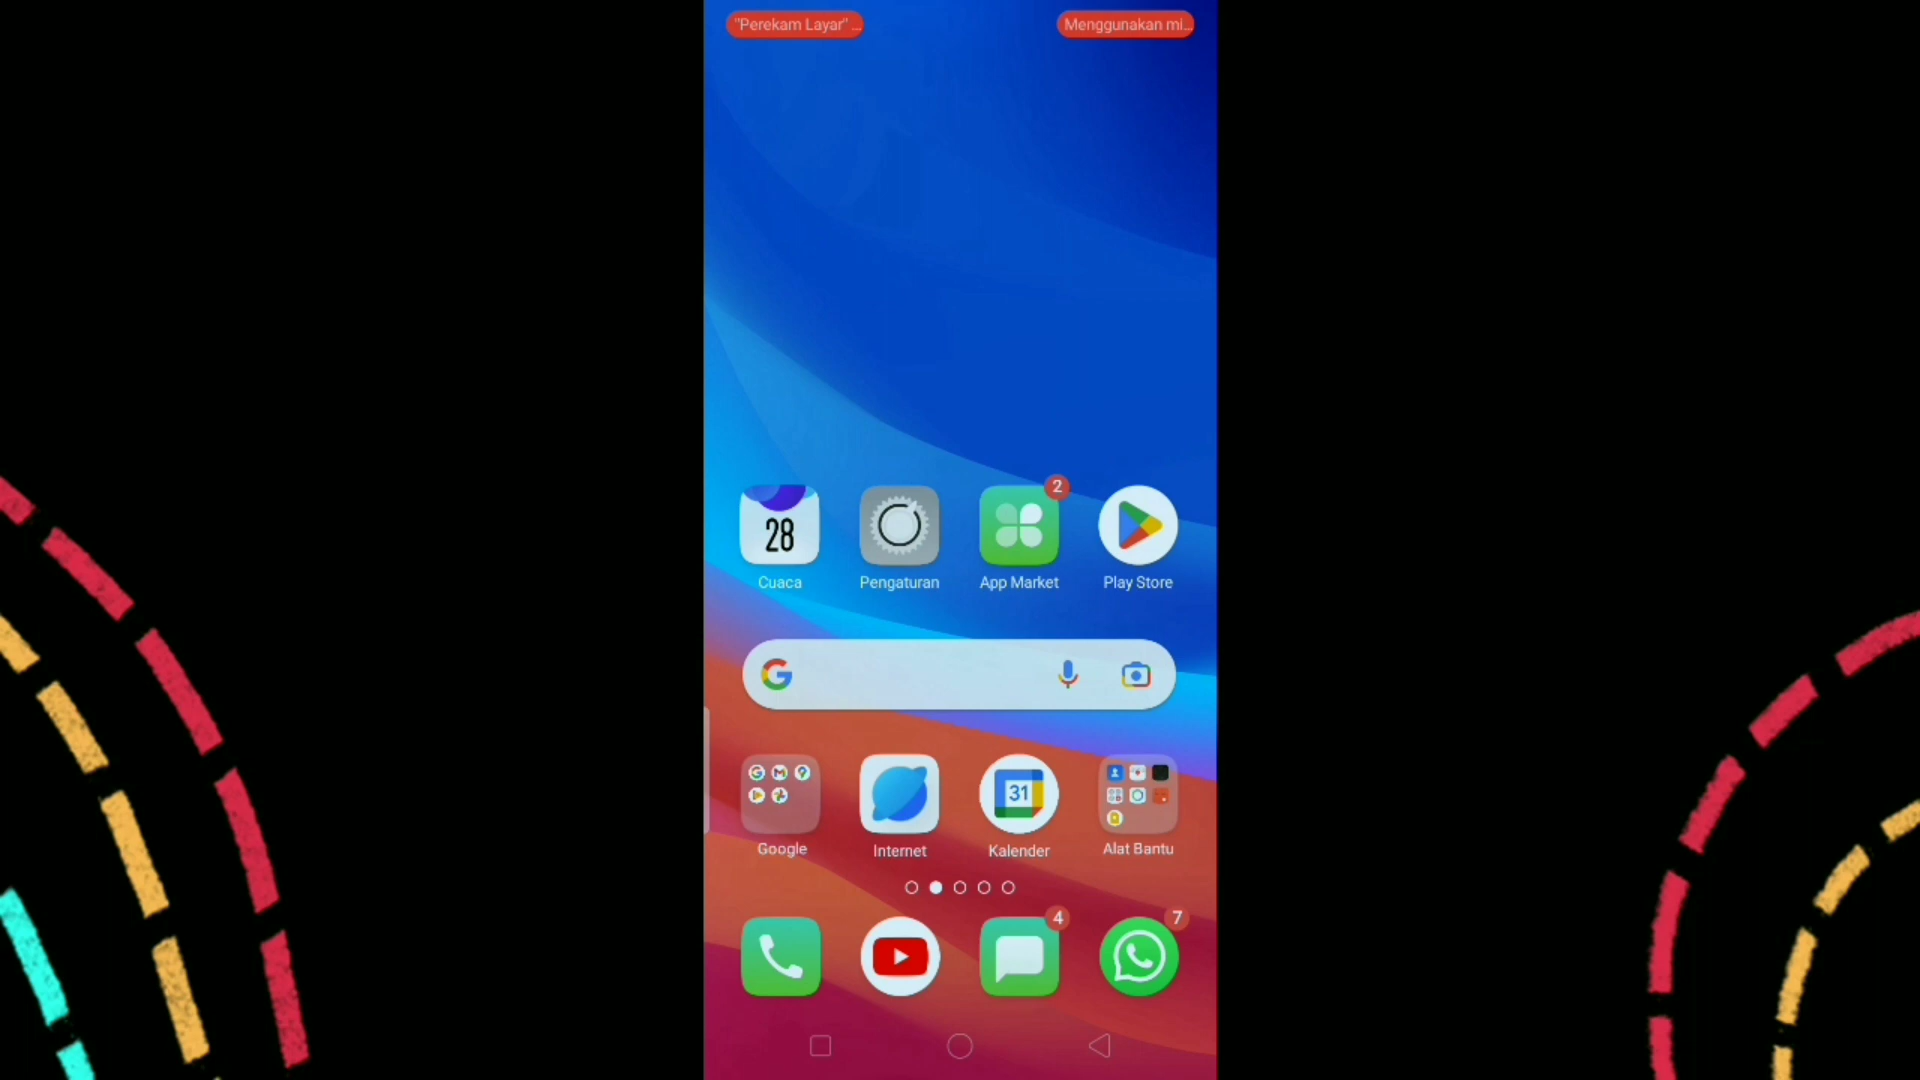 "Perekam Layar" ...
Menggunakan mi...
2
28
Cuaca
Pengaturan
App Market
Play Store
31
Google
Internet
Kalender
Alat Bantu
4
7